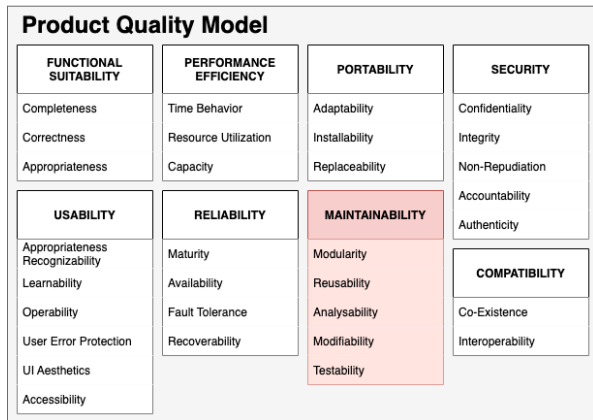 Product Quality Model
FUNCTIONAL
SUITABILITY
Completeness
Correctness
Appropriateness
PERFORMANCE
EFFICIENCY
Time Behavior
Resource Utilization
Capacity
PORTABILITY
Adaptability
Installability
Replaceability
SECURITY
Confidentiality
Integrity
Non-Repudiation
Accountability
Authenticity
USABILITY
Appropriateness
Recognizability
Learnability
Operability
User Error Protection
UI Aesthetics
Accessibility
RELIABILITY
Maturity
Availability
Fault Tolerance
Recoverability
MAINTAINABILITY
Modularity
Reusability
Analysability
Modifiability
Testability
COMPATIBILITY
Co-Existence
Interoperability